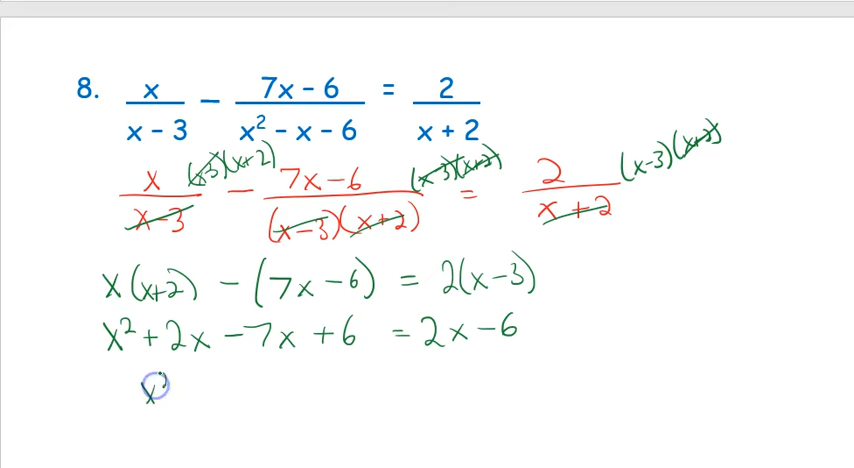 8. x/(x - 3) - (7x - 6)/(x² - x - 6) = 2/(x + 2)
x/(x-3) (x-3)(x+2) - (7x-6)/((x-3)(x+2)) (x-3)(x+2) = 2/(x+2) (x-3)(x+2)
x(x+2) - (7x-6) = 2(x-3)
x² + 2x - 7x + 6 = 2x - 6
x²